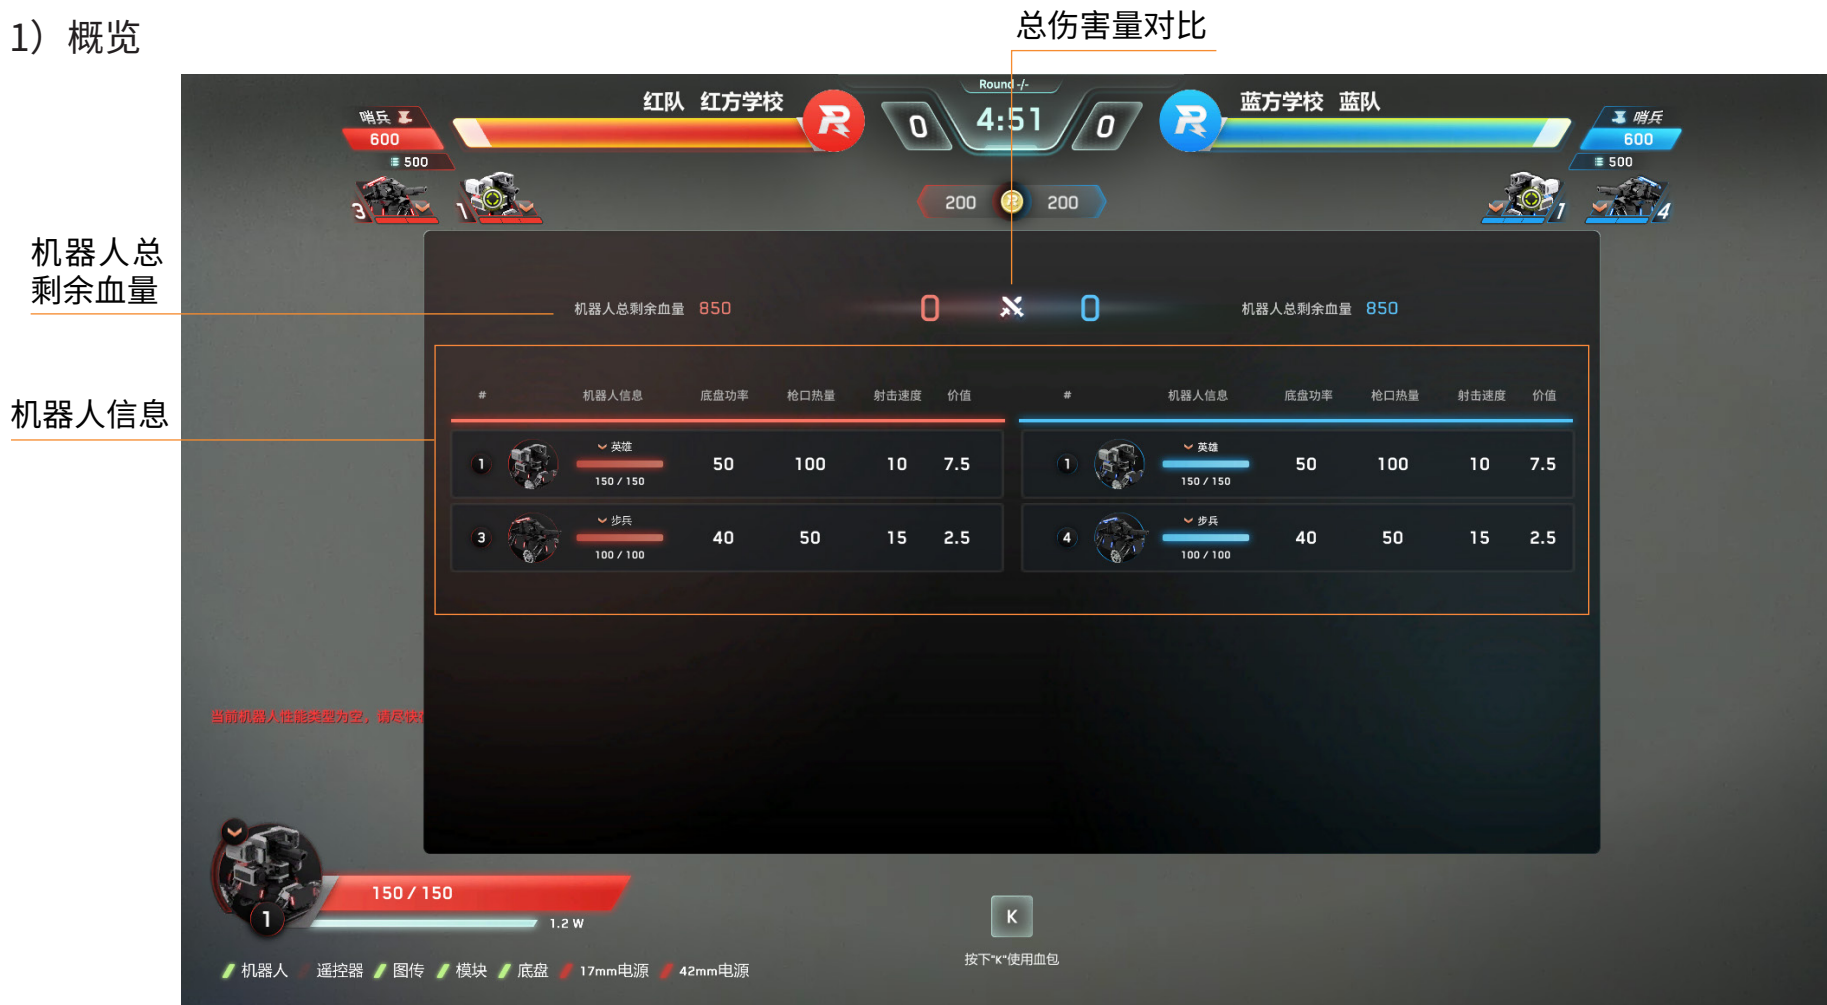 1）概览
总伤害量对比
Round -/-
哨兵
600
500
3
1
红队 红方学校
0
4:51
0
蓝方学校 蓝队
哨兵
600
500
1
4
200
200
机器人总
剩余血量
机器人总剩余血量 850
0
0
机器人总剩余血量 850
机器人信息
# 机器人信息 底盘功率 枪口热量 射击速度 价值
# 机器人信息 底盘功率 枪口热量 射击速度 价值
1 英雄 150 / 150 50 100 10 7.5
1 英雄 150 / 150 50 100 10 7.5
3 步兵 100 / 100 40 50 15 2.5
4 步兵 100 / 100 40 50 15 2.5
当前机器人性能类型为空，请尽快
150 / 150
1
1.2 W
K
按下"K"使用血包
机器人 遥控器 图传 模块 底盘 17mm电源 42mm电源